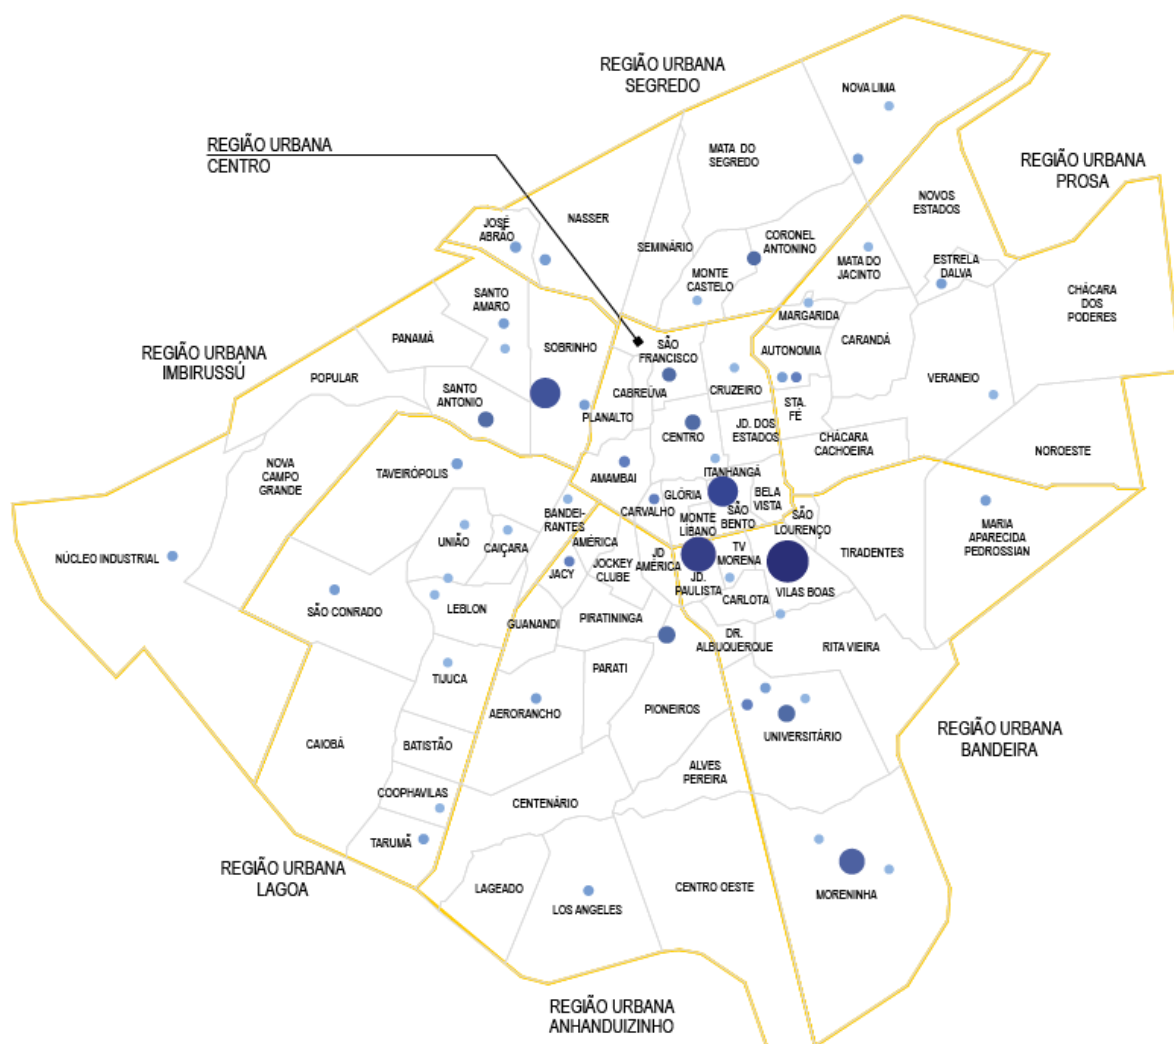 REGIÃO URBANA
SEGREDO
NOVA LIMA
REGIÃO URBANA
CENTRO
MATA DO
SEGREDO
REGIÃO URBANA
PROSA
NOVOS
ESTADOS
JOSÉ
ABRÃO
NASSER
SEMINÁRIO
CORONEL
ANTONINO
MONTE
CASTELO
MATA DO
JACINTO
ESTRELA
DALVA
CHÁCARA
DOS
PODERES
SANTO
AMARO
PANAMÁ
SOBRINHO
REGIÃO URBANA
IMBIRUSSÚ
POPULAR
SANTO
ANTONIO
MARGARIDA
SÃO
FRANCISCO
AUTONOMIA
CARANDÁ
VERANEIO
CABREÚVA
CRUZEIRO
PLANALTO
STA.
FÉ
CENTRO
JD. DOS
ESTADOS
CHÁCARA
CACHOEIRA
NOROESTE
NOVA
CAMPO
GRANDE
TAVEIRÓPOLIS
AMAMBAI
ITANHANGÁ
GLÓRIA
BELA
VISTA
CARVALHO
SÃO
BENTO
MONTE
LÍBANO
SÃO
LOURENÇO
BANDEI-
RANTES
AMÉRICA
MARIA
APARECIDA
PEDROSSIAN
UNIÃO
CAIÇARA
TIRADENTES
NÚCLEO INDUSTRIAL
JACY
JOCKEY
CLUBE
JD
AMÉRICA
TV
MORENA
JD.
PAULISTA
CARLOTA
VILAS BOAS
SÃO CONRADO
LEBLON
GUANANDI
PIRATININGA
DR.
ALBUQUERQUE
RITA VIEIRA
TIJUCA
PARATI
AERORANCHO
PIONEIROS
UNIVERSITÁRIO
REGIÃO URBANA
BANDEIRA
CAIOBÁ
BATISTÃO
ALVES
PEREIRA
COOPHAVILAS
CENTENÁRIO
TARUMÃ
REGIÃO URBANA
LAGOA
LAGEADO
LOS ANGELES
CENTRO OESTE
MORENINHA
REGIÃO URBANA
ANHANDUIZINHO